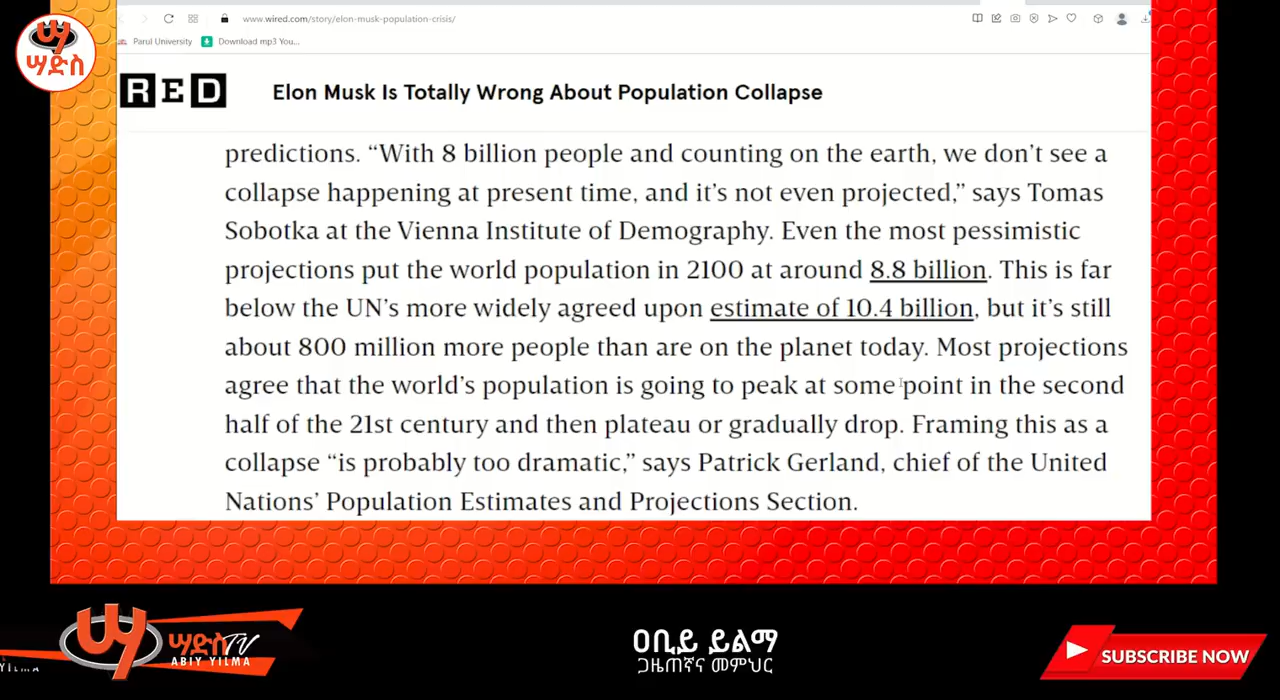 www.wired.com/story/elon-musk-population-crisis/
Parul University
Download mp3 You...
ሣድስ
RED
Elon Musk Is Totally Wrong About Population Collapse
predictions. “With 8 billion people and counting on the earth, we don’t see a
collapse happening at present time, and it’s not even projected,” says Tomas
Sobotka at the Vienna Institute of Demography. Even the most pessimistic
projections put the world population in 2100 at around 8.8 billion. This is far
below the UN’s more widely agreed upon estimate of 10.4 billion, but it’s still
about 800 million more people than are on the planet today. Most projections
agree that the world’s population is going to peak at some point in the second
half of the 21st century and then plateau or gradually drop. Framing this as a
collapse “is probably too dramatic,” says Patrick Gerland, chief of the United
Nations’ Population Estimates and Projections Section.
ሣድስ TV
ABIY YILMA
ዐቢይ ይልማ
ጋዜጠኛና መምህር
SUBSCRIBE NOW